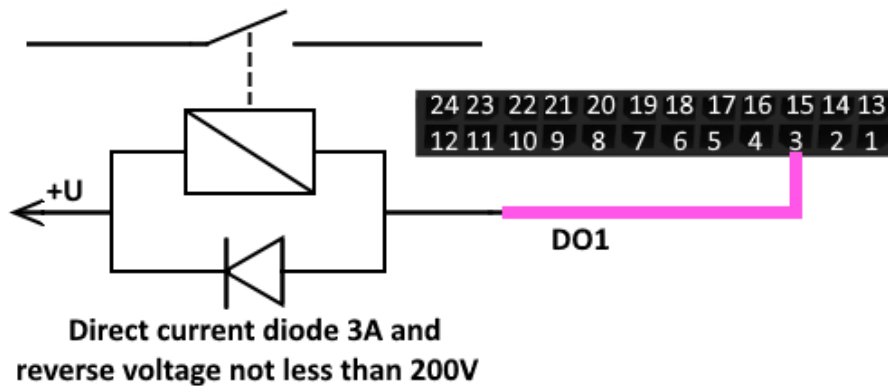 24 23 22 21 20 19 18 17 16 15 14 13
12 11 10 9 8 7 6 5 4 3 2 1
+U
DO1
Direct current diode 3A and
reverse voltage not less than 200V